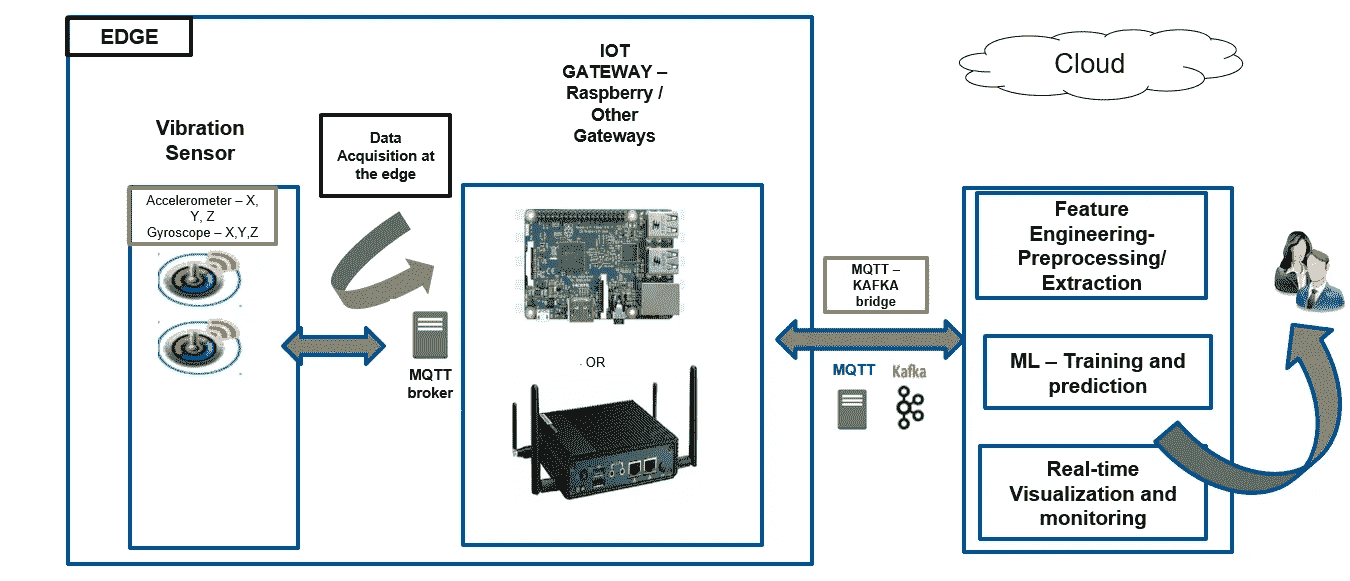 EDGE
IOT
GATEWAY –
Raspberry /
Other
Gateways
Cloud
Vibration
Sensor
Data
Acquisition at
the edge
Accelerometer – X,
Y, Z
Gyroscope – X,Y,Z
MQTT
broker
- OR
MQTT –
KAFKA
bridge
MQTT
Kafka
Feature
Engineering-
Preprocessing/
Extraction
ML – Training and
prediction
Real-time
Visualization and
monitoring